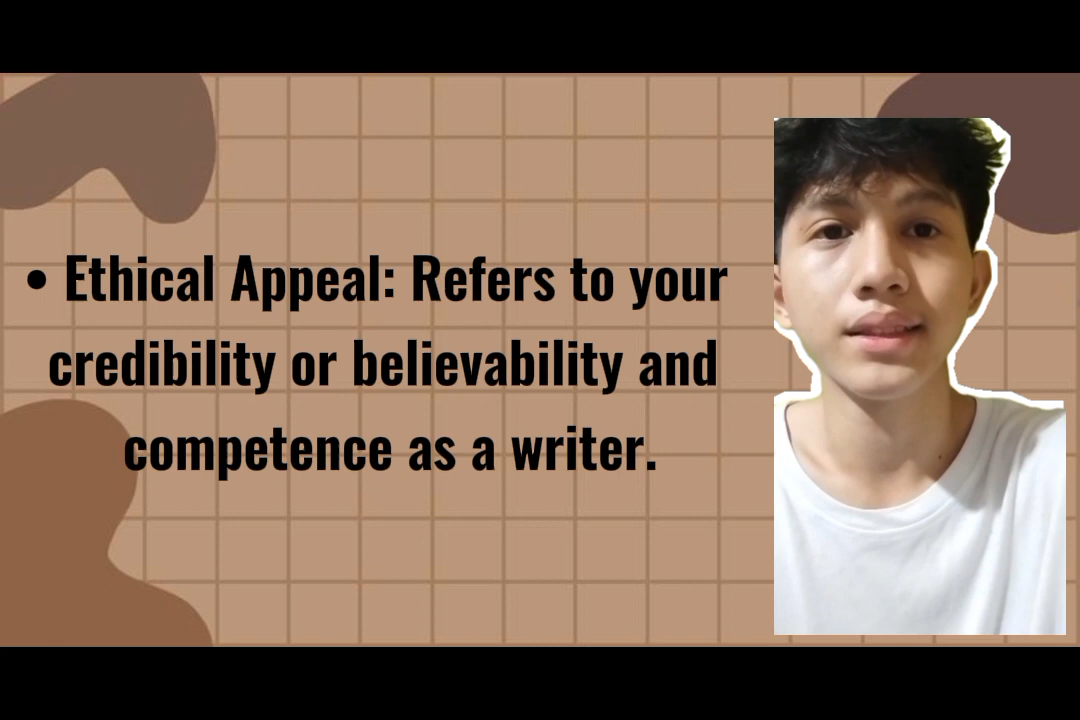 • Ethical Appeal: Refers to your
credibility or believability and
competence as a writer.